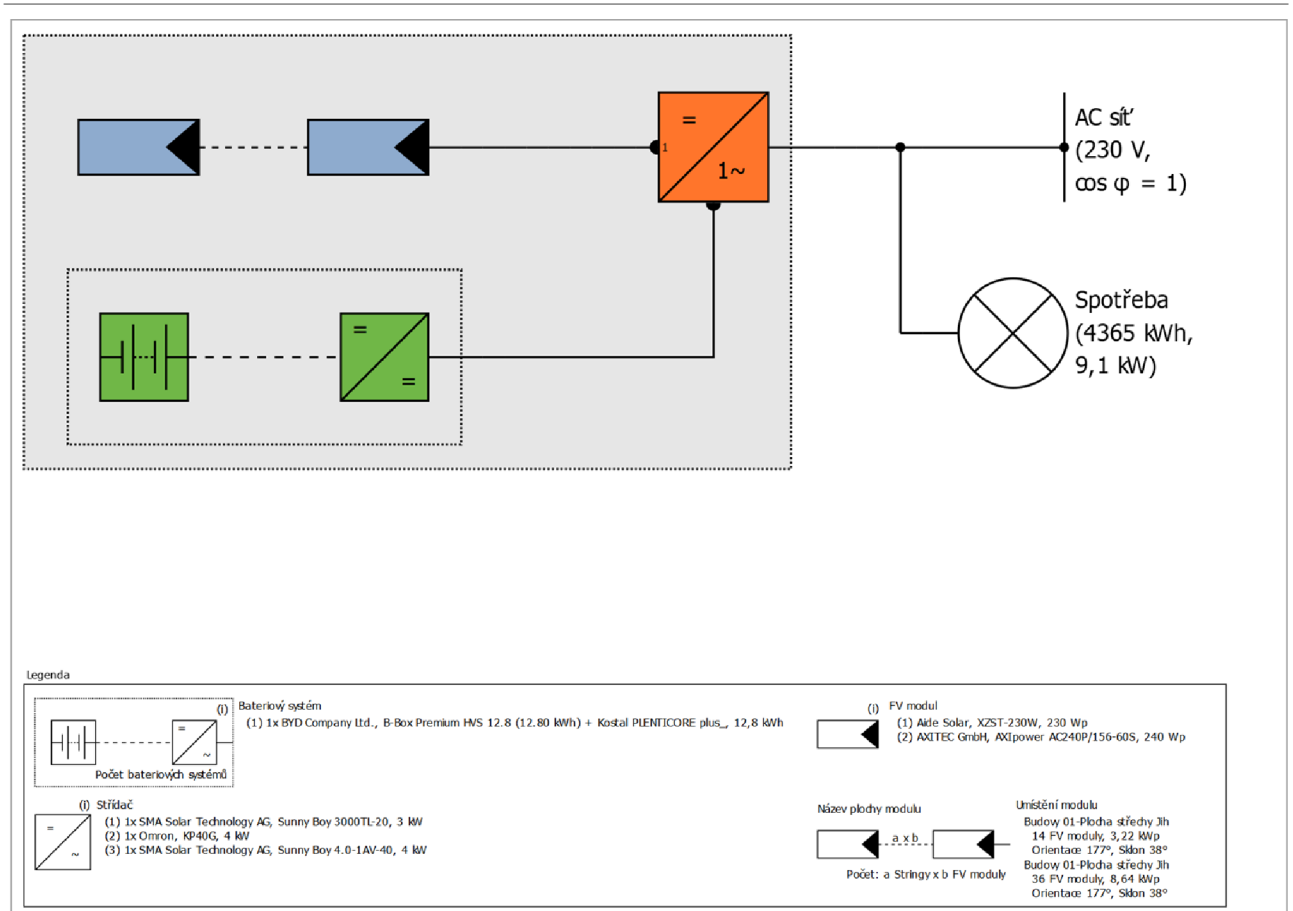 =
1
1~
AC síť
(230 V,
cos φ = 1)
=
=
Spotřeba
(4365 kWh,
9,1 kW)
Legenda
(i) Bateriový systém
(1) 1x BYD Company Ltd., B-Box Premium HVS 12.8 (12.80 kWh) + Kostal PLENTICORE plus_, 12,8 kWh
=
~
Počet bateriových systémů
(i) FV modul
(1) Aide Solar, XZST-230W, 230 Wp
(2) AXITEC GmbH, AXIpower AC240P/156-60S, 240 Wp
(i) Střídač
=
~
(1) 1x SMA Solar Technology AG, Sunny Boy 3000TL-20, 3 kW
(2) 1x Omron, KP40G, 4 kW
(3) 1x SMA Solar Technology AG, Sunny Boy 4.0-1AV-40, 4 kW
Název plochy modulu
a x b
Počet: a Stringy x b FV moduly
Umístění modulu
Budowy 01-Plocha střechy Jih
14 FV moduly, 3,22 kWp
Orientace 177°, Sklon 38°
Budowy 01-Plocha střechy Jih
36 FV moduly, 8,64 kWp
Orientace 177°, Sklon 38°